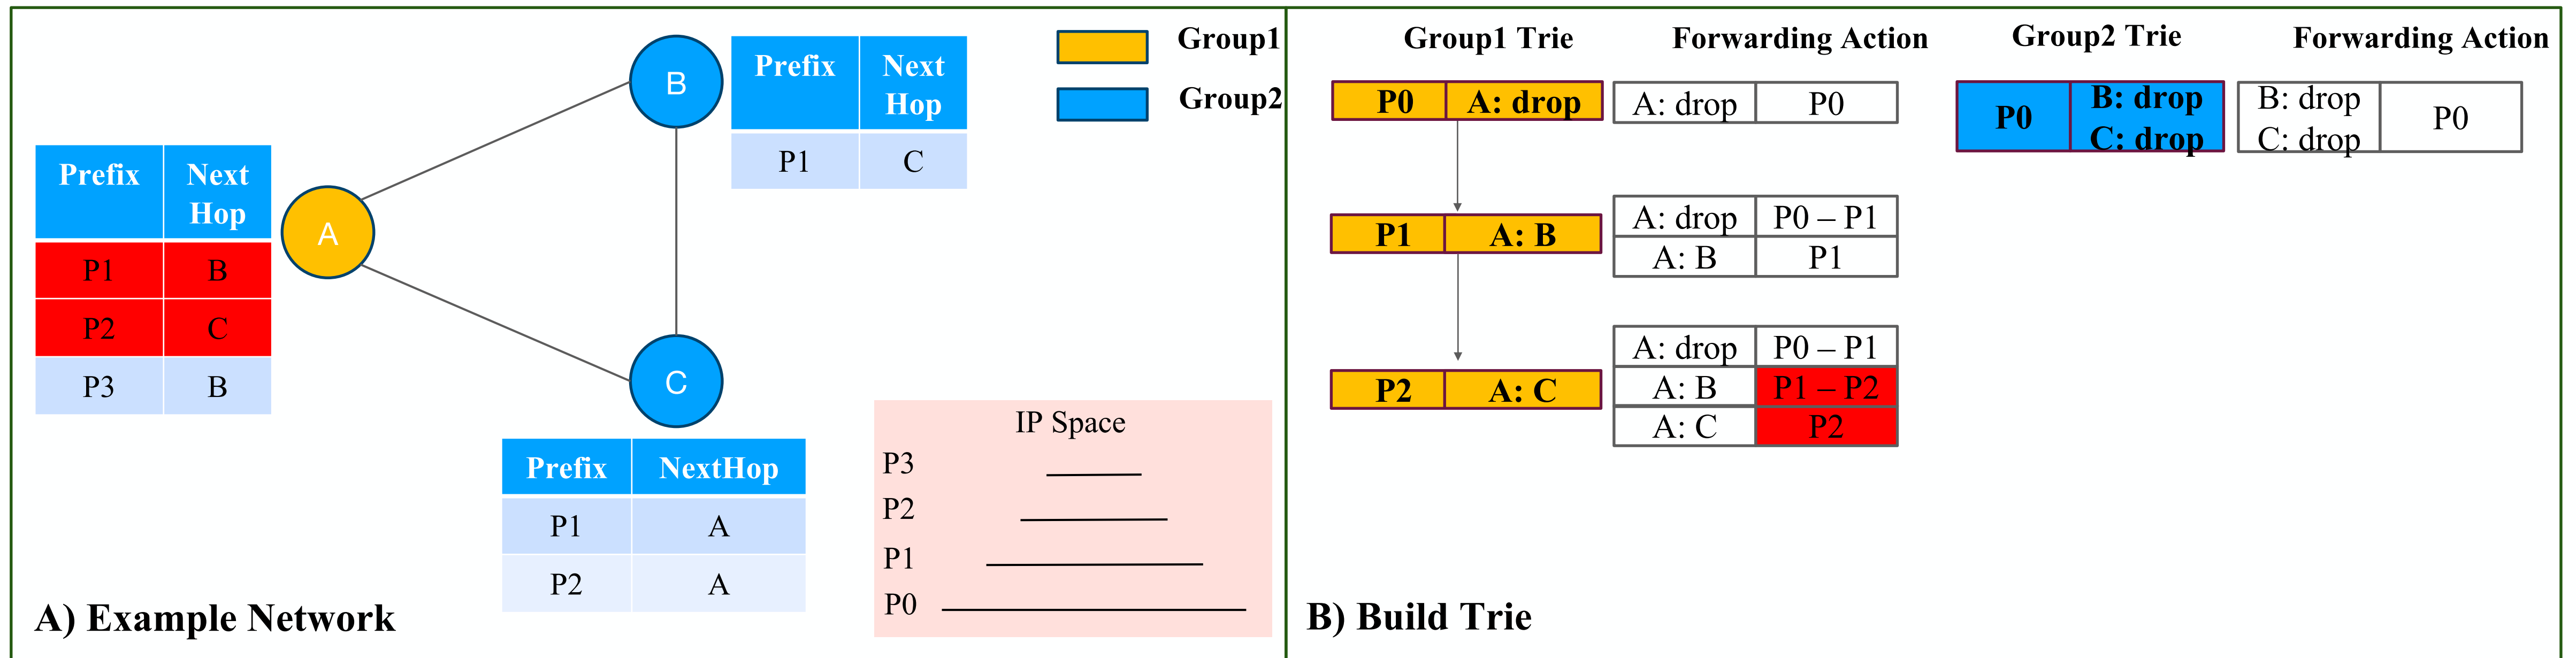 B
Prefix
Next
Hop
P1
C
Group1
Group2
Prefix
Next
Hop
P1
B
P2
C
P3
B
A
C
Prefix
NextHop
P1
A
P2
A
IP Space
P3
P2
P1
P0
A) Example Network
Group1 Trie
Forwarding Action
Group2 Trie
Forwarding Action
P0
A: drop
A: drop
P0
P0
B: drop
C: drop
B: drop
C: drop
P0
P1
A: B
A: drop
P0 – P1
A: B
P1
P2
A: C
A: drop
P0 – P1
A: B
P1 – P2
A: C
P2
B) Build Trie